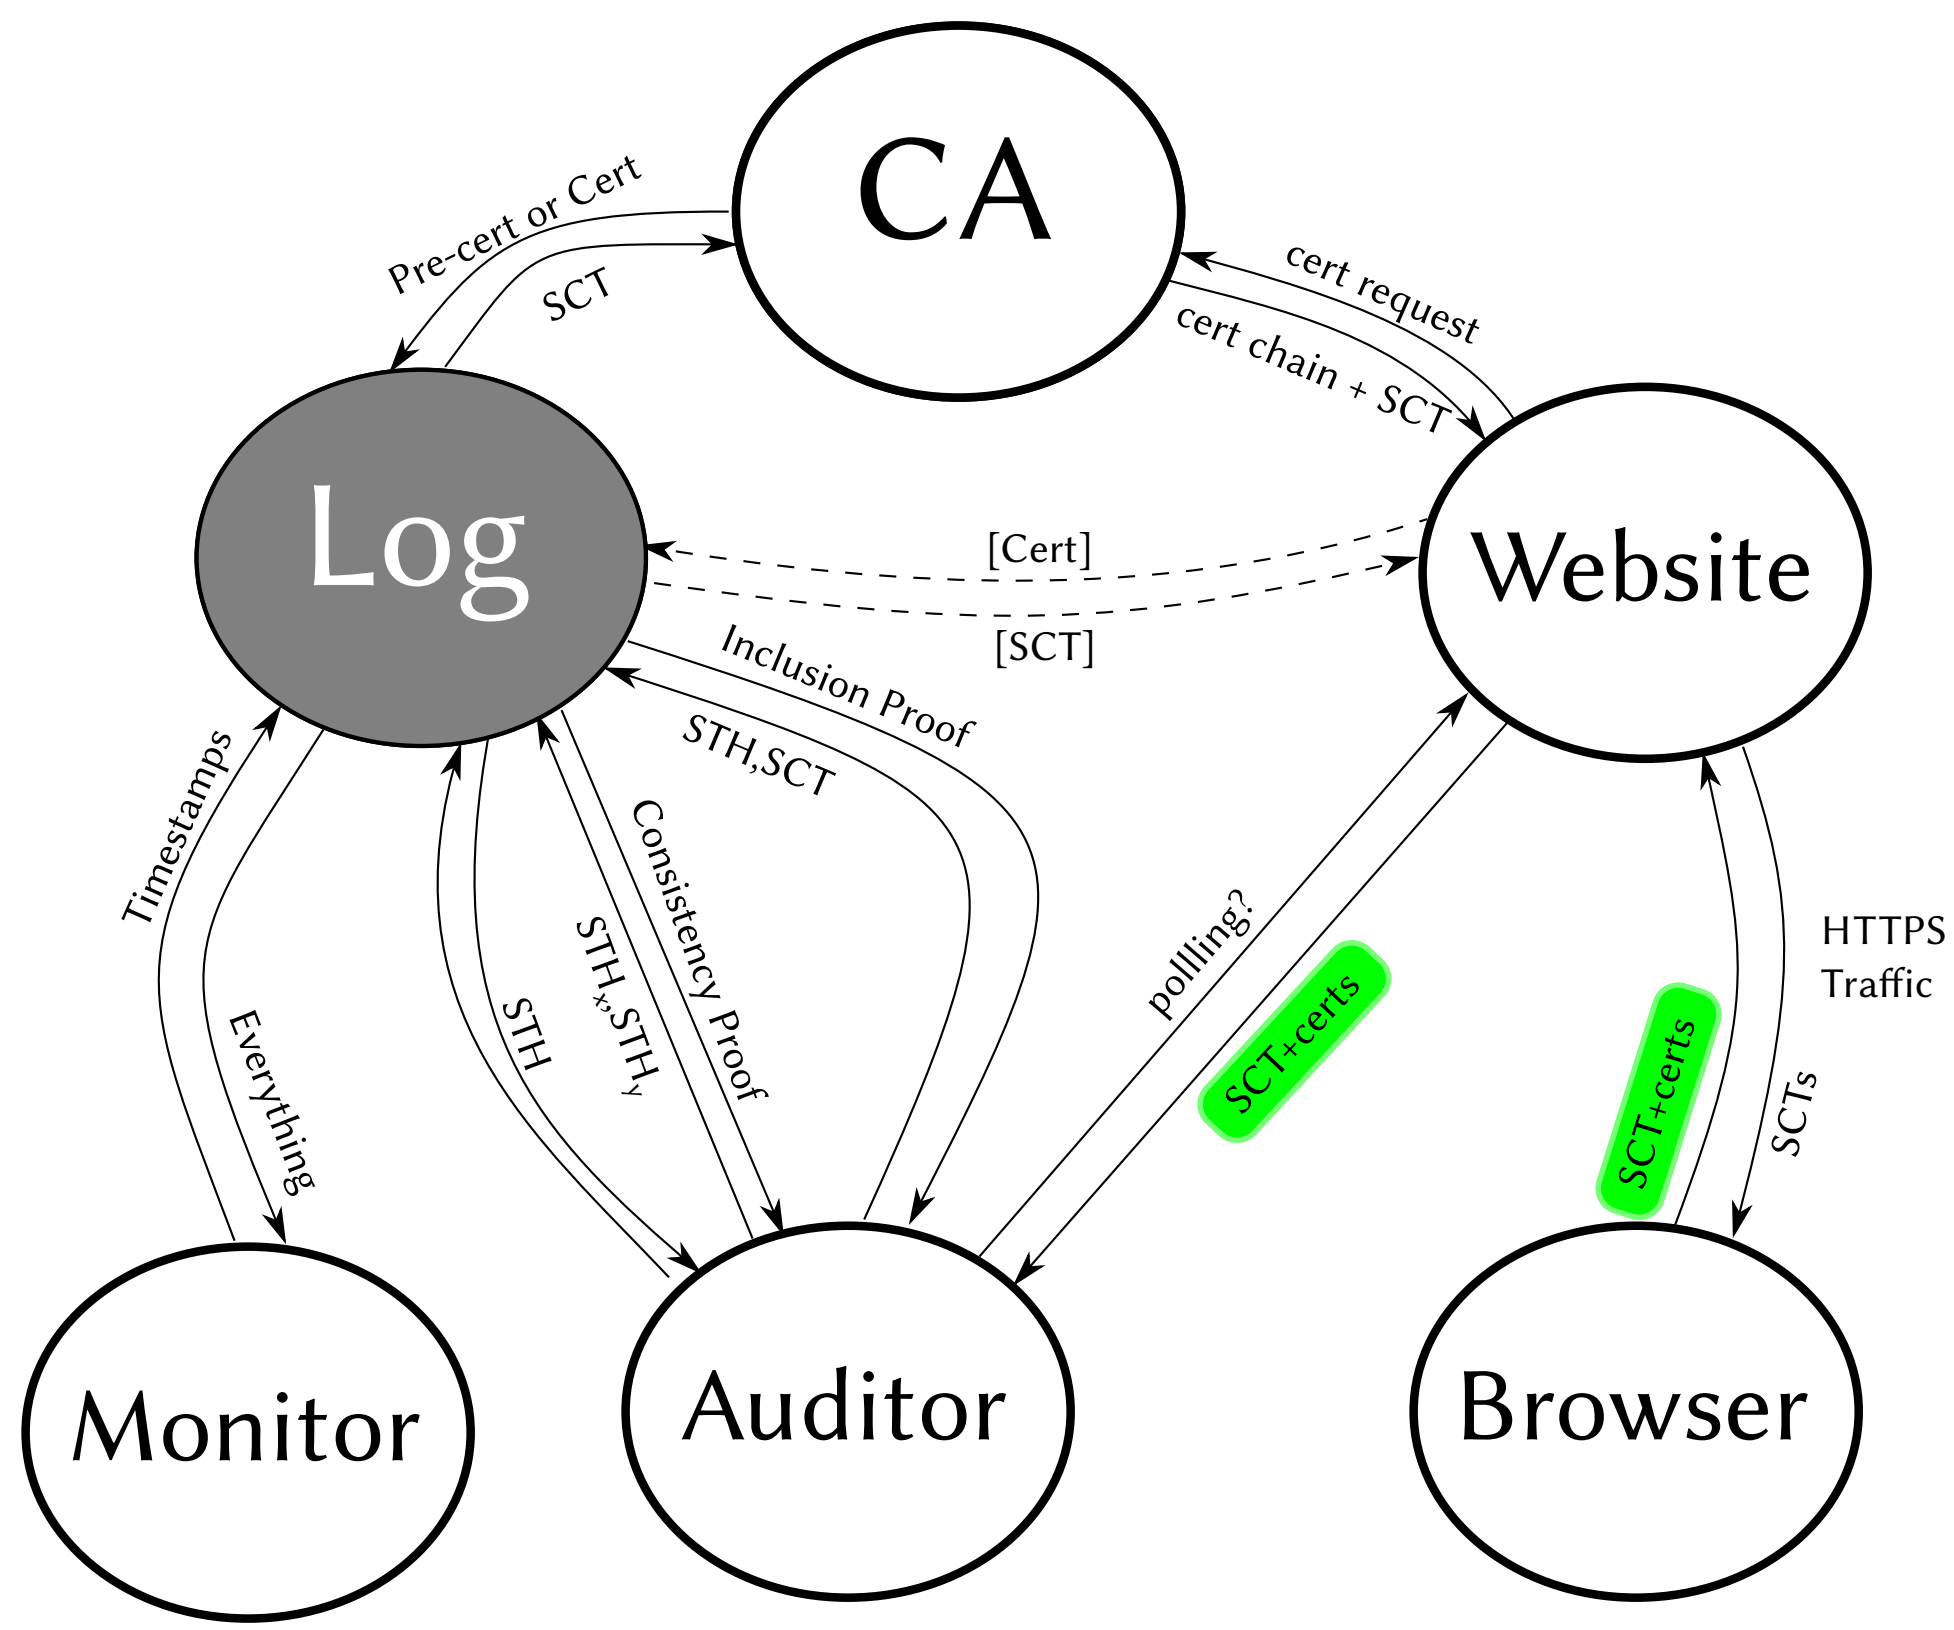 CA
Pre-cert or Cert
SCT
cert request
cert chain + SCT
Log
Website
[Cert]
[SCT]
Inclusion Proof
STH,SCT
Timestamps
Everything
STH
STHx,STHy
Consistency Proof
pollling?
SCT+certs
SCT+certs
HTTPS
Traffic
SCTs
Monitor
Auditor
Browser